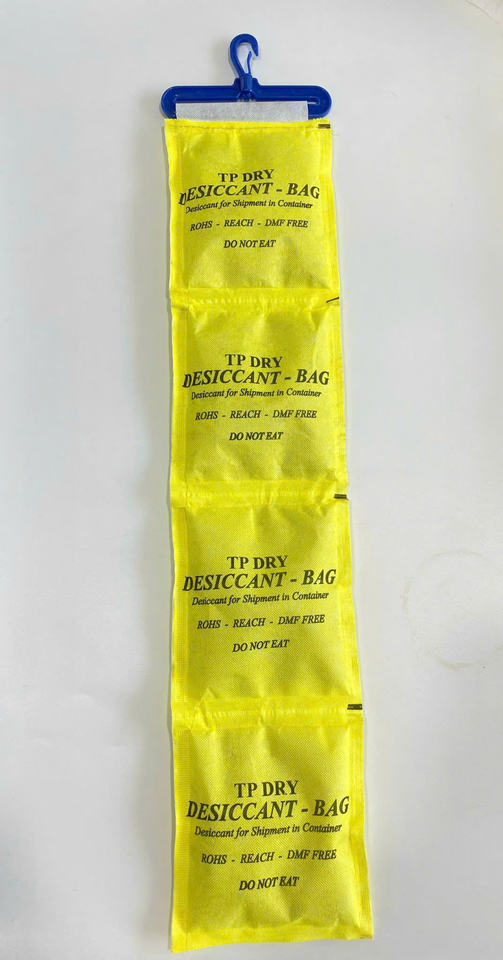 TP DRY
DESICCANT - BAG
Desiccant for Shipment in Container
ROHS - REACH - DMF FREE
DO NOT EAT
TP DRY
DESICCANT - BAG
Desiccant for Shipment in Container
ROHS - REACH - DMF FREE
DO NOT EAT
TP DRY
DESICCANT - BAG
Desiccant for Shipment in Container
ROHS - REACH - DMF FREE
DO NOT EAT
TP DRY
DESICCANT - BAG
Desiccant for Shipment in Container
ROHS - REACH - DMF FREE
DO NOT EAT